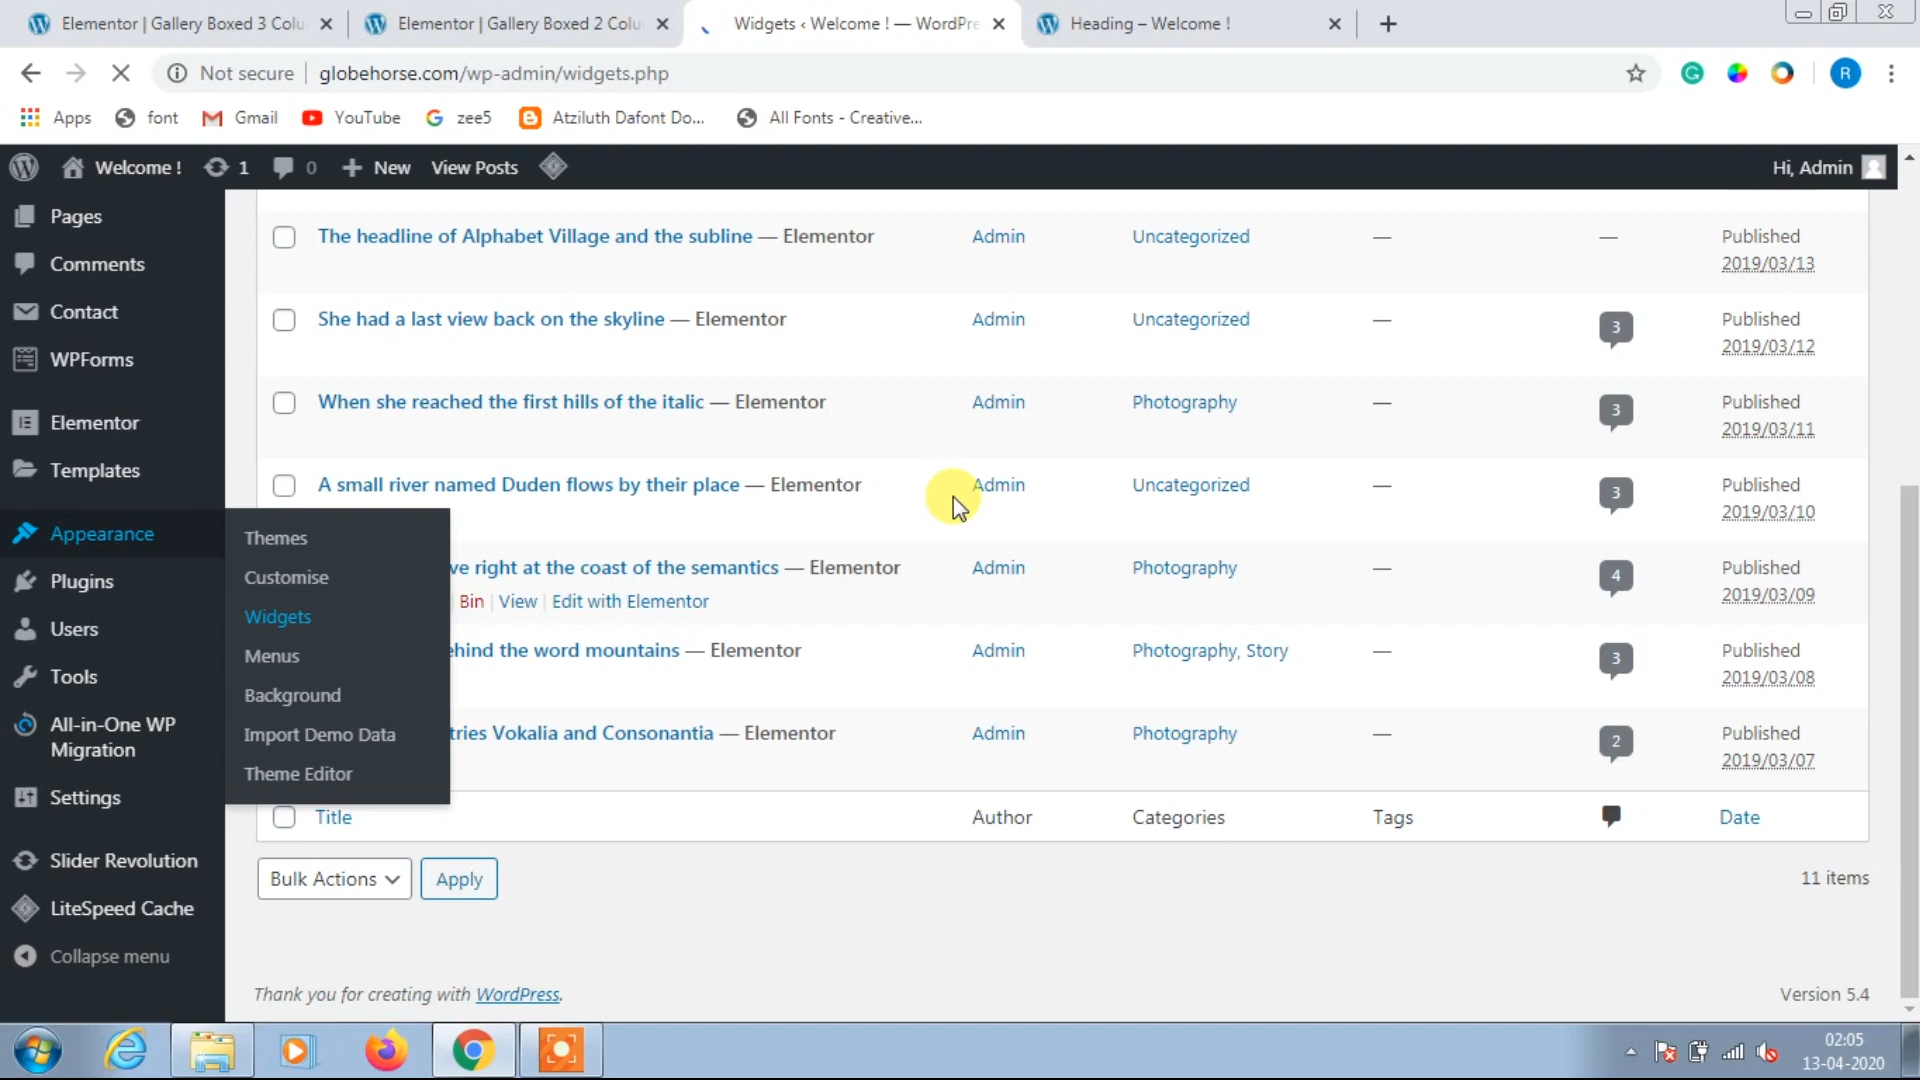 Elementor | Gallery Boxed 3 Colu
Elementor | Gallery Boxed 2 Colu
Widgets ‹ Welcome ! — WordPre
Heading – Welcome !
Not secure
globehorse.com/wp-admin/widgets.php
R
Apps
font
Gmail
YouTube
zee5
Atziluth Dafont Do...
All Fonts - Creative...
Welcome !
1
0
New
View Posts
Hi, Admin
Pages
Comments
Contact
WPForms
Elementor
Templates
Appearance
Plugins
Users
Tools
All-in-One WP
Migration
Settings
Slider Revolution
LiteSpeed Cache
Collapse menu
Themes
Customise
Widgets
Menus
Background
Import Demo Data
Theme Editor
The headline of Alphabet Village and the subline — Elementor
Admin
Uncategorized
—
—
Published
2019/03/13
She had a last view back on the skyline — Elementor
Admin
Uncategorized
—
3
Published
2019/03/12
When she reached the first hills of the italic — Elementor
Admin
Photography
—
3
Published
2019/03/11
A small river named Duden flows by their place — Elementor
Admin
Uncategorized
—
3
Published
2019/03/10
ve right at the coast of the semantics — Elementor
Bin | View | Edit with Elementor
Admin
Photography
—
4
Published
2019/03/09
ehind the word mountains — Elementor
Admin
Photography, Story
—
3
Published
2019/03/08
tries Vokalia and Consonantia — Elementor
Admin
Photography
—
2
Published
2019/03/07
Title
Author
Categories
Tags
Date
Bulk Actions
Apply
11 items
Thank you for creating with WordPress.
Version 5.4
02:05
13-04-2020